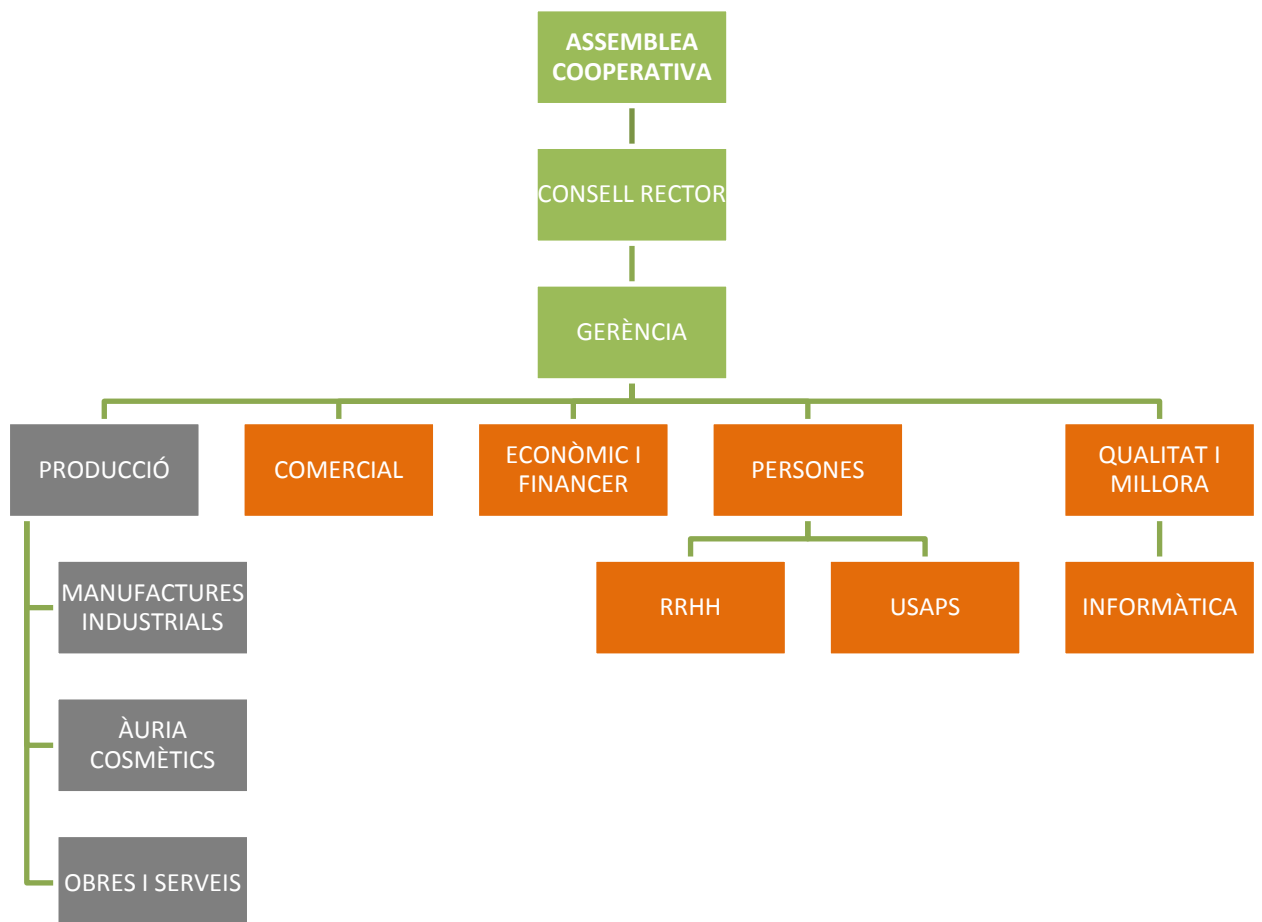 ASSEMBLEA
COOPERATIVA
CONSELL RECTOR
GERÈNCIA
PRODUCCIÓ
COMERCIAL
ECONÒMIC I
FINANCER
PERSONES
QUALITAT I
MILLORA
MANUFACTURES
INDUSTRIALS
RRHH
USAPS
INFORMÀTICA
ÀURIA
COSMÈTICS
OBRES I SERVEIS